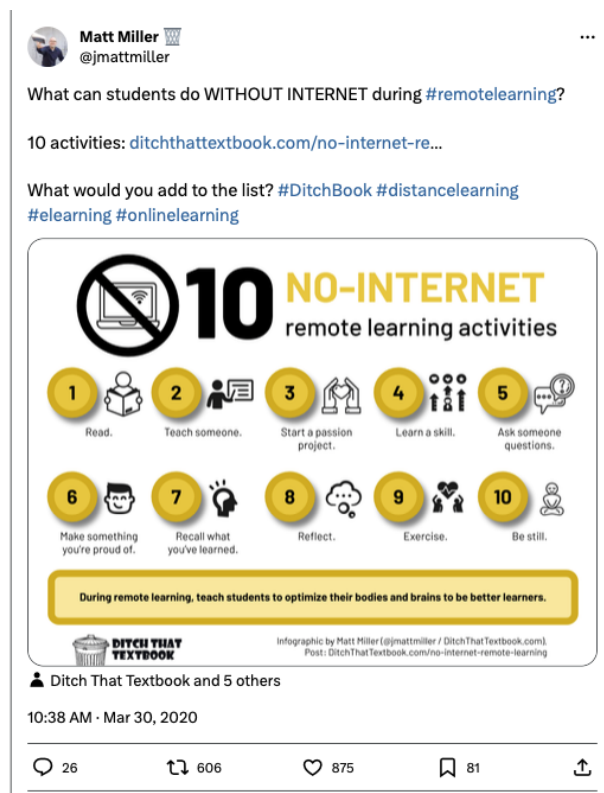 Matt Miller
@jmattmiller
What can students do WITHOUT INTERNET during #remotelearning?
10 activities: ditchthattextbook.com/no-internet-re...
What would you add to the list? #DitchBook #distancelearning
#elearning #onlinelearning
10 NO-INTERNET
remote learning activities
1
Read.
2
Teach someone.
3
Start a passion
project.
4
Learn a skill.
5
Ask someone
questions.
6
Make something
you're proud of.
7
Recall what
you've learned.
8
Reflect.
9
Exercise.
10
Be still.
During remote learning, teach students to optimize their bodies and brains to be better learners.
DITCH THAT
TEXTBOOK
Infographic by Matt Miller (@jmattmiller / DitchThatTextbook.com).
Post: DitchThatTextbook.com/no-internet-remote-learning
Ditch That Textbook and 5 others
10:38 AM · Mar 30, 2020
26
606
875
81